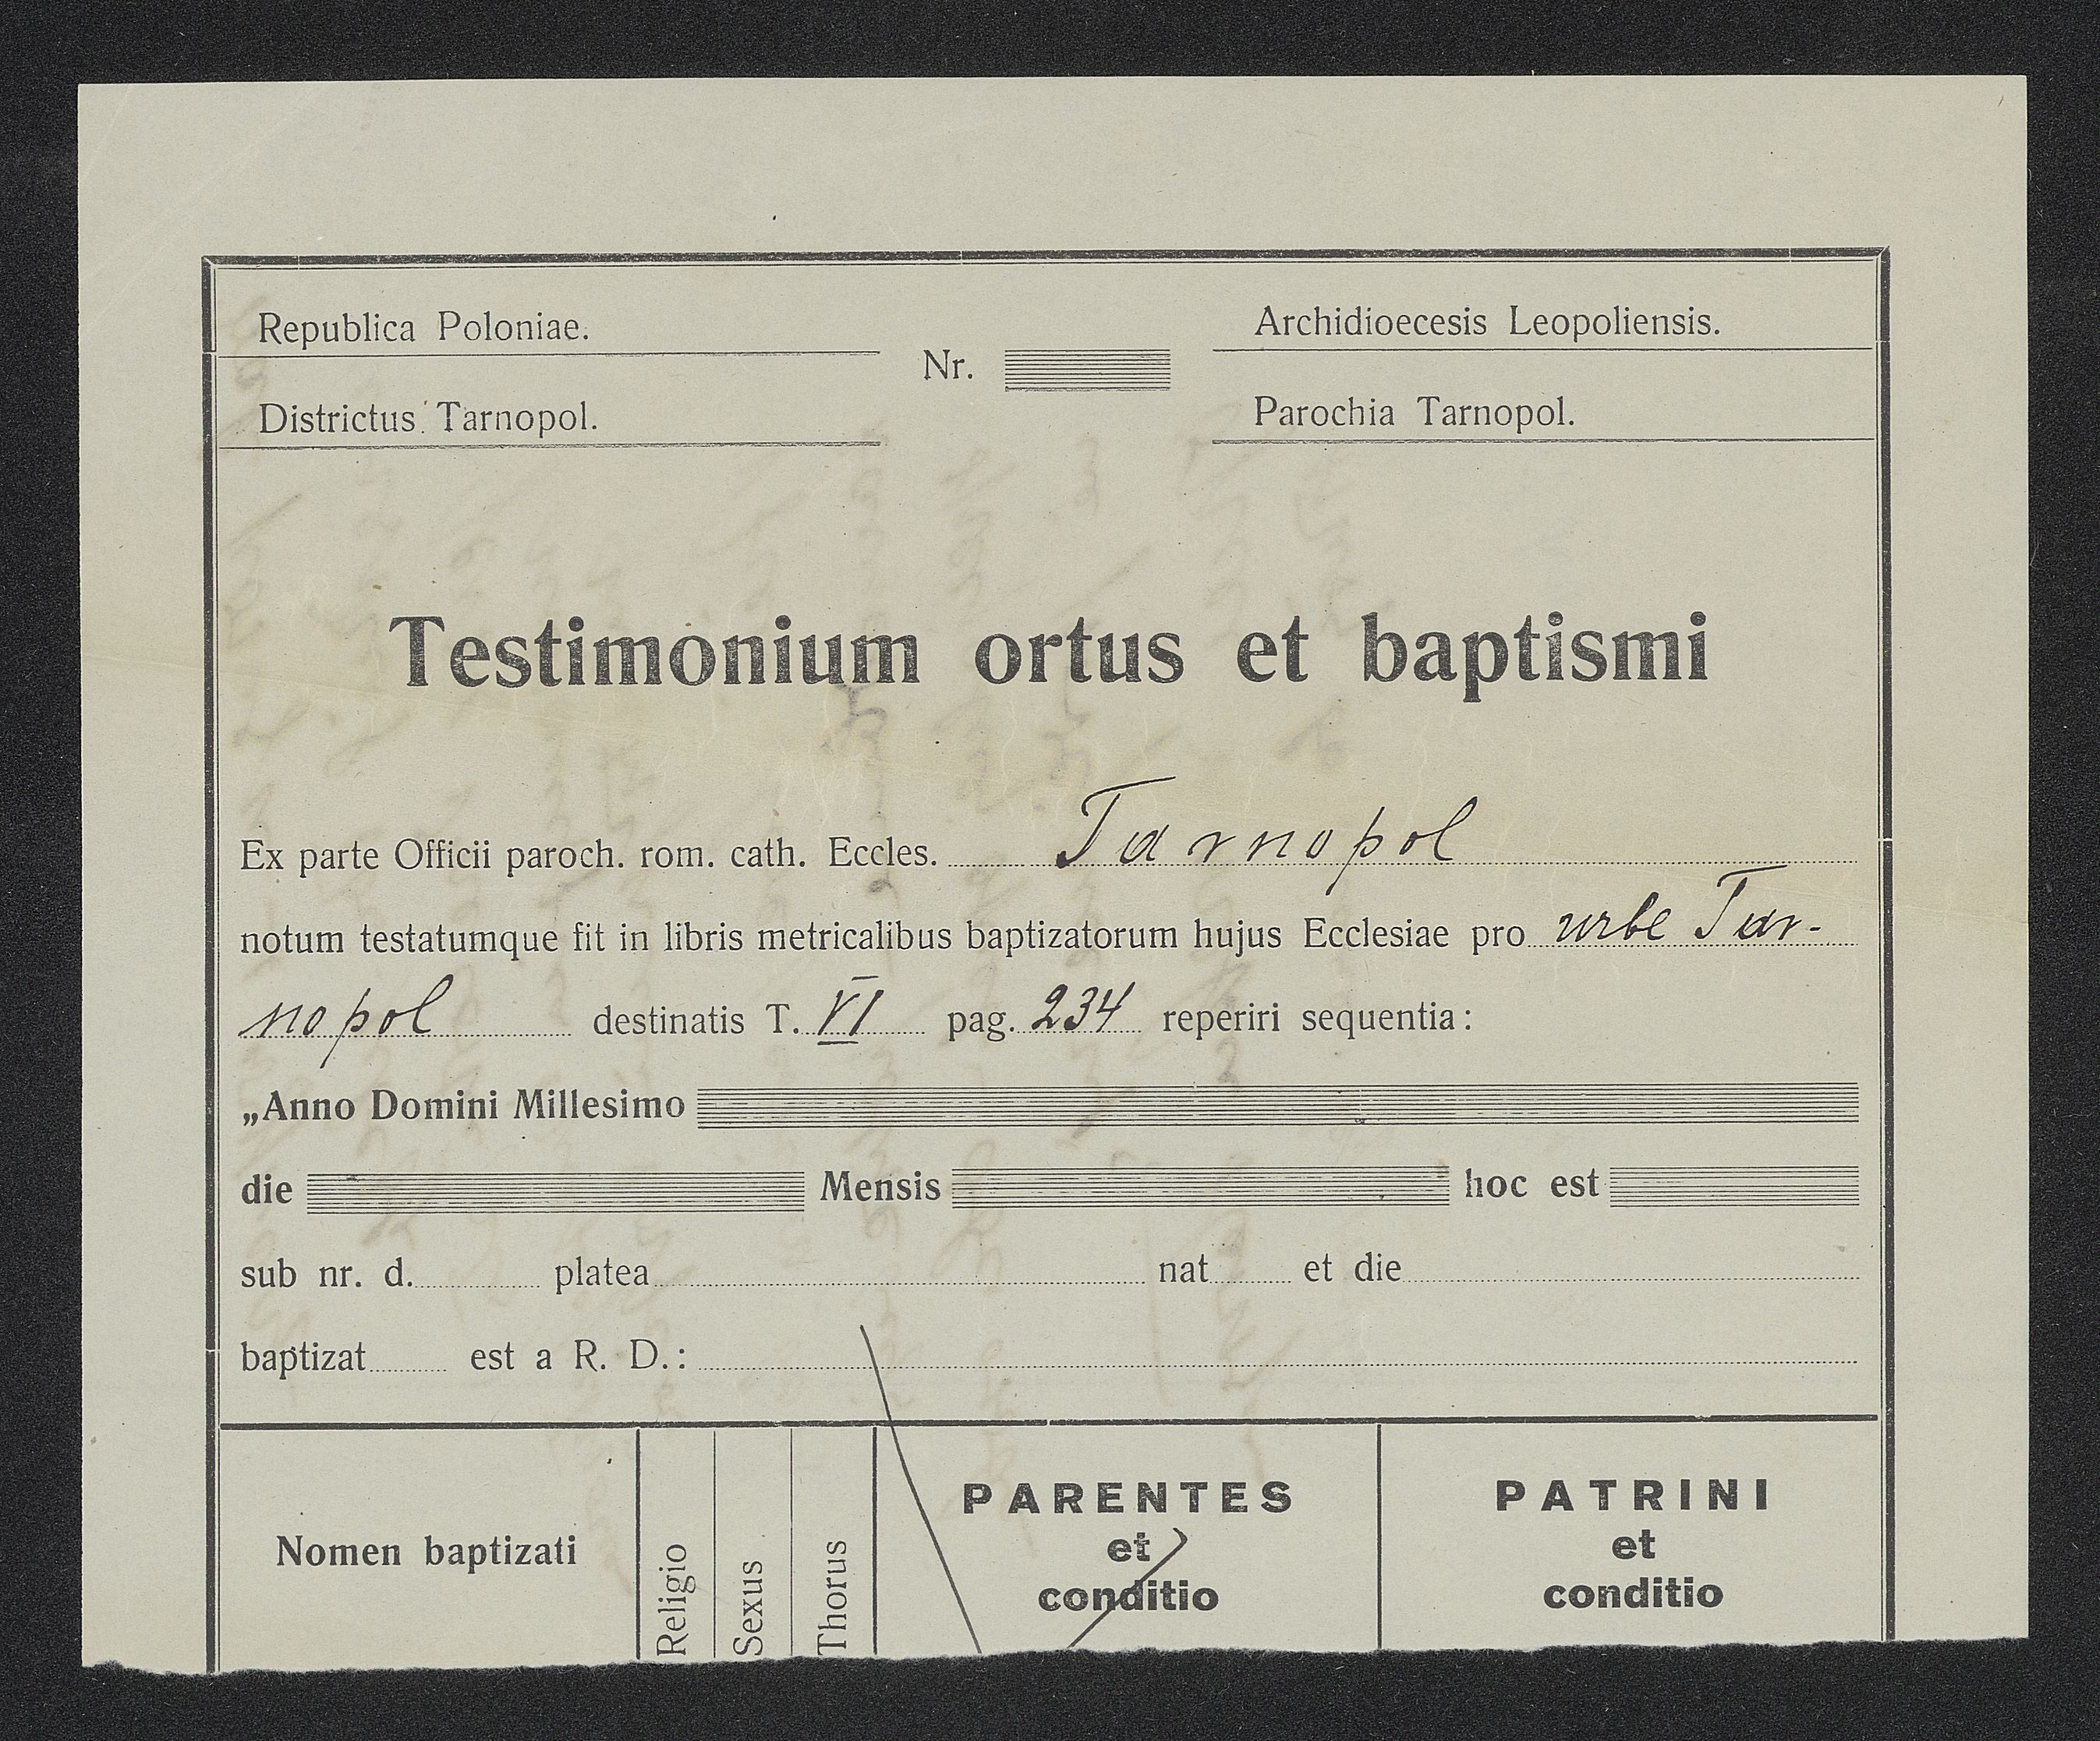 Republica Poloniae.
Archidioecesis Leopoliensis.
Nr.
Districtus Tarnopol.
Parochia Tarnopol.
Testimonium ortus et baptismi
Ex parte Officii paroch. rom. cath. Eccles. Tarnopol
notum testatumque fit in libris metricalibus baptizatorum hujus Ecclesiae pro urbe Tar-
nopol destinatis T. VI pag. 234 reperiri sequentia:
„Anno Domini Millesimo
die Mensis hoc est
sub nr. d. platea nat et die
baptizat est a R. D.:
Nomen baptizati
Religio
Sexus
Thorus
PARENTES
et
conditio
PATRINI
et
conditio